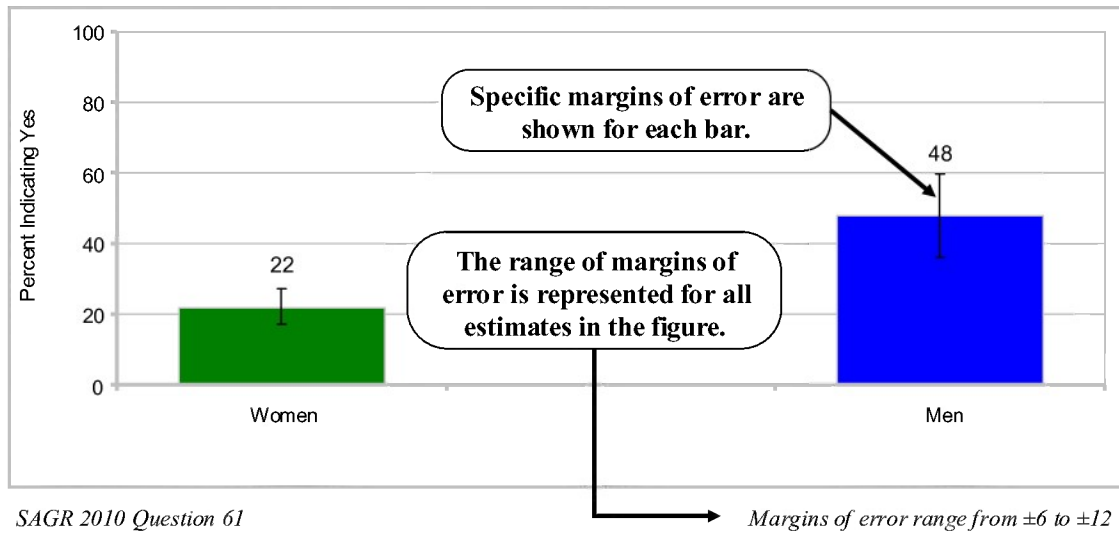 100
80
60
40
20
0
Percent Indicating Yes
Specific margins of error are
shown for each bar.
48
22
The range of margins of
error is represented for all
estimates in the figure.
Women
Men
SAGR 2010 Question 61
Margins of error range from ±6 to ±12